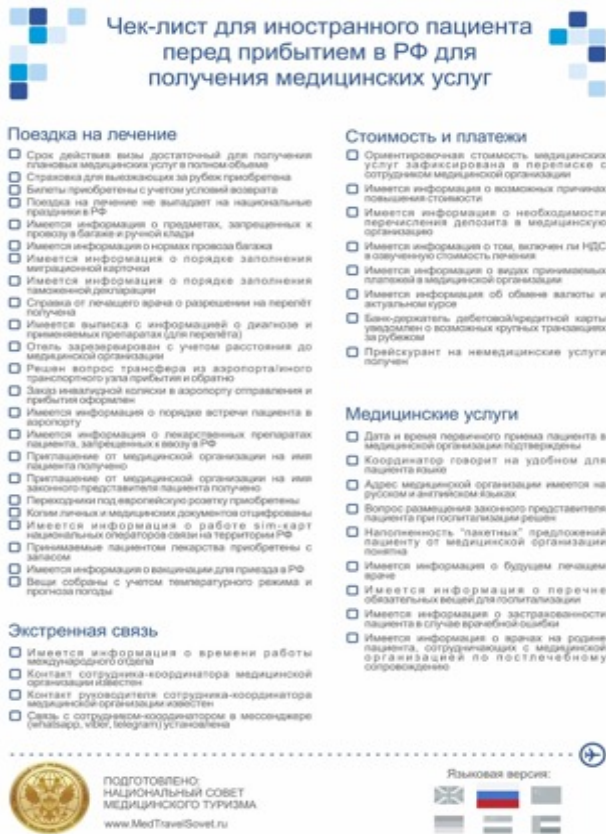 Чек-лист для иностранного пациента
перед прибытием в РФ для
получения медицинских услуг
Поездка на лечение
Срок действия визы достаточный для получения
плановых медицинских услуг в полном объеме
Страховка для выезжающих за рубеж приобретена
Билеты приобретены с учетом условий возврата
Поездка на лечение не выпадает на национальные
праздники в РФ
Имеется информация о предметах, запрещенных к
провозу в багаже и ручной клади
Имеется информация о нормах провоза багажа
Имеется информация о порядке заполнения
миграционной карточки
Имеется информация о порядке заполнения
таможенной декларации
Справка от лечащего врача о разрешении на перелёт
получена
Имеется выписка с информацией о диагнозе и
применяемых препаратах (для перелёта)
Отель зарезервирован с учетом расстояния до
медицинской организации
Решен вопрос трансфера из аэропорта/иного
транспортного узла прибытия и обратно
Заказ инвалидной коляски в аэропорту отправления и
прибытия оформлен
Имеется информация о порядке встречи пациента в
аэропорту
Имеется информация о лекарственных препаратах
пациента, запрещенных к ввозу в РФ
Приглашение от медицинской организации на имя
пациента получено
Приглашение от медицинской организации на имя
законного представителя пациента получено
Переходники под европейскую розетку приобретены
Копии личных и медицинских документов отцифрованы
Имеется информация о работе sim-карт
национальных операторов связи на территории РФ
Принимаемые пациентом лекарства приобретены с
запасом
Имеется информация о вакцинации для приезда в РФ
Вещи собраны с учетом температурного режима и
прогноза погоды
Экстренная связь
Имеется информация о времени работы
международного отдела
Контакт сотрудника-координатора медицинской
организации известен
Контакт руководителя сотрудника-координатора
медицинской организации известен
Связь с сотрудником-координатором в мессенджере
(whatsapp, viber, telegram) установлена
Стоимость и платежи
Ориентировочная стоимость медицинских
услуг зафиксирована в переписке с
сотрудником медицинской организации
Имеется информация о возможных причинах
повышения стоимости
Имеется информация о необходимости
перечисления депозита в медицинскую
организацию
Имеется информация о том, включен ли НДС
в озвученную стоимость лечения
Имеется информация о видах принимаемых
платежей в медицинской организации
Имеется информация об обмене валюты и
актуальном курсе
Банк-держатель дебетовой/кредитной карты
уведомлен о возможных крупных транзакциях
за рубежом
Прейскурант на немедицинские услуги
получен
Медицинские услуги
Дата и время первичного приема пациента в
медицинской организации подтверждены
Координатор говорит на удобном для
пациента языке
Адрес медицинской организации имеется на
русском и английском языках
Вопрос размещения законного представителя
пациента при госпитализации решен
Наполненность "пакетных" предложений
пациенту от медицинской организации
понятна
Имеется информация о будущем лечащем
враче
Имеется информация о перечне
обязательных вещей для госпитализации
Имеется информация о застрахованности
пациента в случае врачебной ошибки
Имеется информация о врачах на родине
пациента, сотрудничающих с медицинской
организацией по постлечебному
сопровождению
ПОДГОТОВЛЕНО:
НАЦИОНАЛЬНЫЙ СОВЕТ
МЕДИЦИНСКОГО ТУРИЗМА
www.MedTravelSovet.ru
Языковая версия: